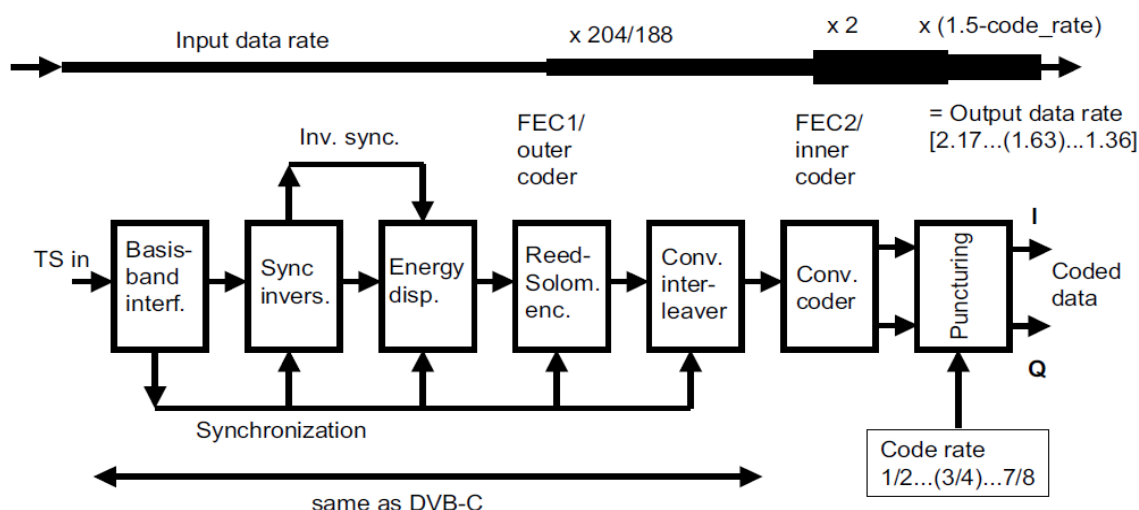 Input data rate
x 204/188
x 2
x (1.5-code_rate)
= Output data rate
[2.17...(1.63)...1.36]
Inv. sync.
FEC1/
outer
coder
FEC2/
inner
coder
TS in
Basis-
band
interf.
Sync
invers.
Energy
disp.
Reed-
Solom.
enc.
Conv.
inter-
leaver
Conv.
coder
Puncturing
I
Coded
data
Q
Synchronization
Code rate
1/2...(3/4)...7/8
same as DVB-C